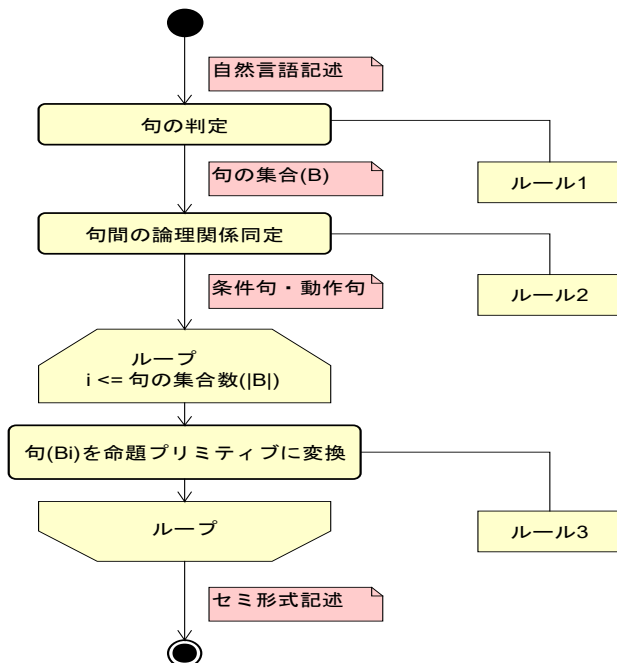 自然言語記述
句の判定
句の集合(B)
ルール1
句間の論理関係同定
条件句・動作句
ルール2
ループ
i <= 句の集合数(|B|)
句(Bi)を命題プリミティブに変換
ループ
ルール3
セミ形式記述